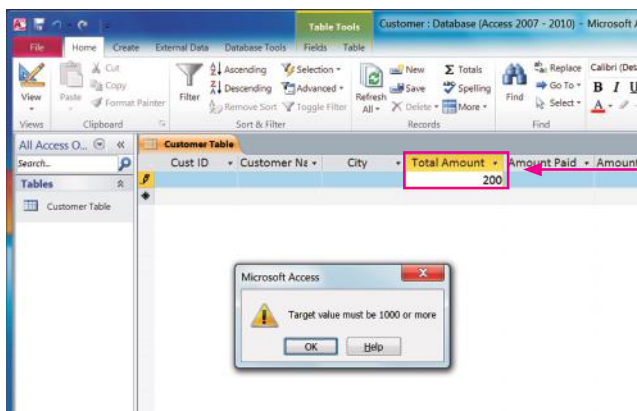 Table Tools
Customer : Database (Access 2007 - 2010) - Microsoft A
File Home Create External Data Database Tools Fields Table
View
Paste
Cut
Copy
Format Painter
Filter
Ascending
Descending
Remove Sort
Selection
Advanced
Toggle Filter
Refresh
All
New
Save
Delete
Totals
Spelling
More
Find
Replace
Go To
Select
Calibri (Det
B I U
A
Views Clipboard Sort & Filter Records Find
All Access O...
Search...
Tables
Customer Table
Customer Table
Cust ID Customer Na City Total Amount Amount Paid Amount
200
Microsoft Access
Target value must be 1000 or more
OK Help